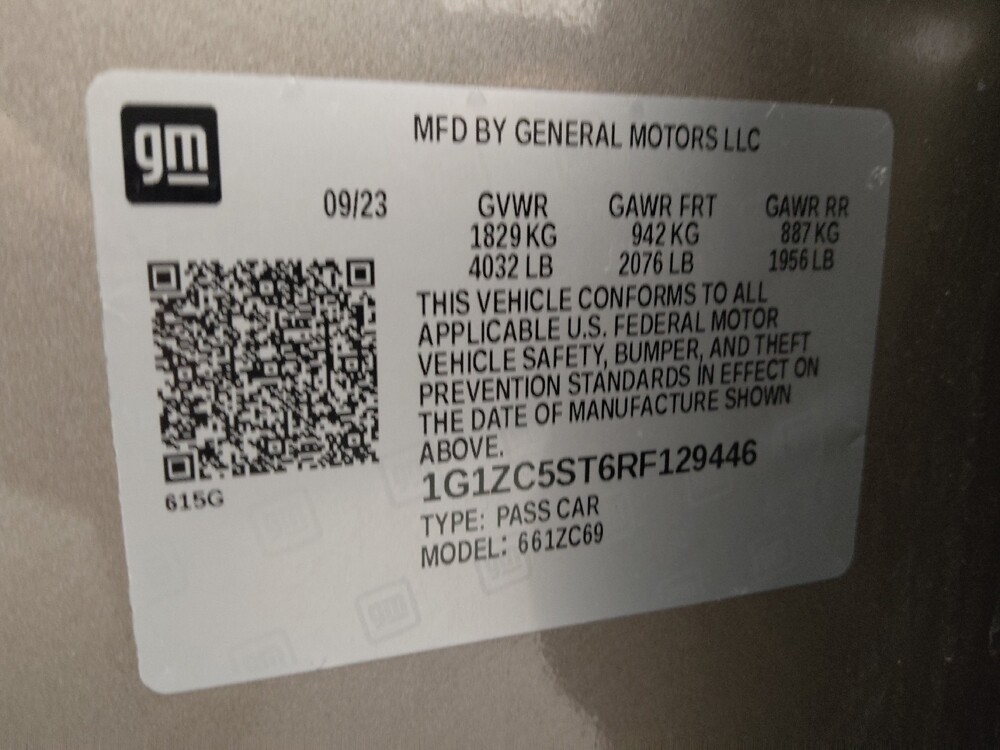 gm
MFD BY GENERAL MOTORS LLC
09/23 GVWR GAWR FRT GAWR RR
1829 KG 942 KG 887 KG
4032 LB 2076 LB 1956 LB
THIS VEHICLE CONFORMS TO ALL
APPLICABLE U.S. FEDERAL MOTOR
VEHICLE SAFETY, BUMPER, AND THEFT
PREVENTION STANDARDS IN EFFECT ON
THE DATE OF MANUFACTURE SHOWN
ABOVE.
1G1ZC5ST6RF129446
615G
TYPE: PASS CAR
MODEL: 661ZC69